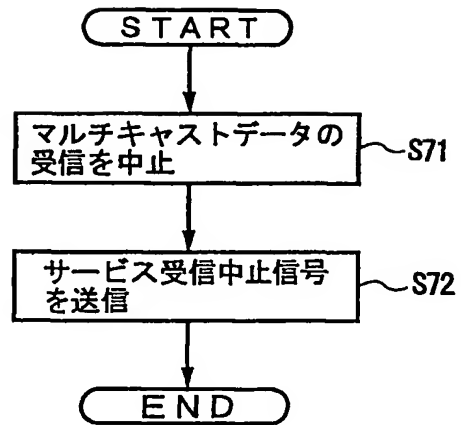 START
マルチキャストデータの
受信を中止
S71
サービス受信中止信号
を送信
S72
END